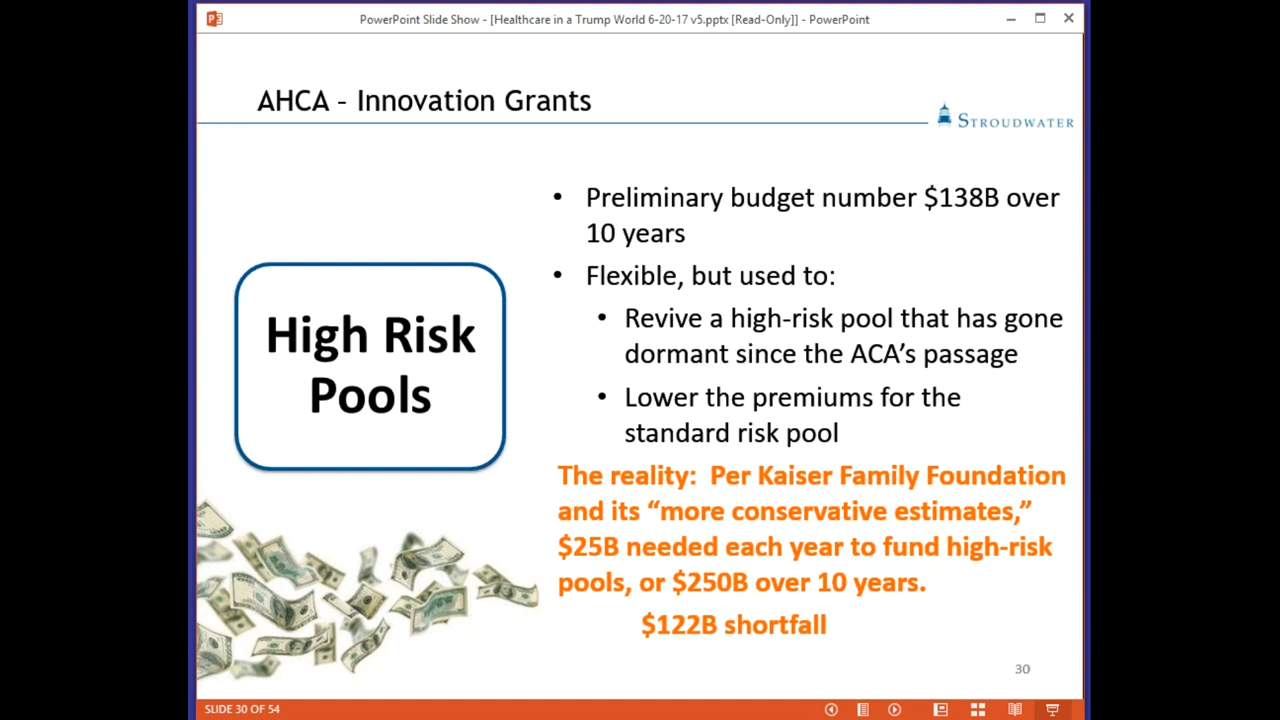 PowerPoint Slide Show - [Healthcare in a Trump World 6-20-17 v5.pptx [Read-Only]] - PowerPoint
AHCA - Innovation Grants
STROUDWATER
High Risk
Pools
• Preliminary budget number $138B over
10 years
• Flexible, but used to:
• Revive a high-risk pool that has gone
dormant since the ACA's passage
• Lower the premiums for the
standard risk pool
The reality:  Per Kaiser Family Foundation
and its “more conservative estimates,”
$25B needed each year to fund high-risk
pools, or $250B over 10 years.
$122B shortfall
30
SLIDE 30 OF 54